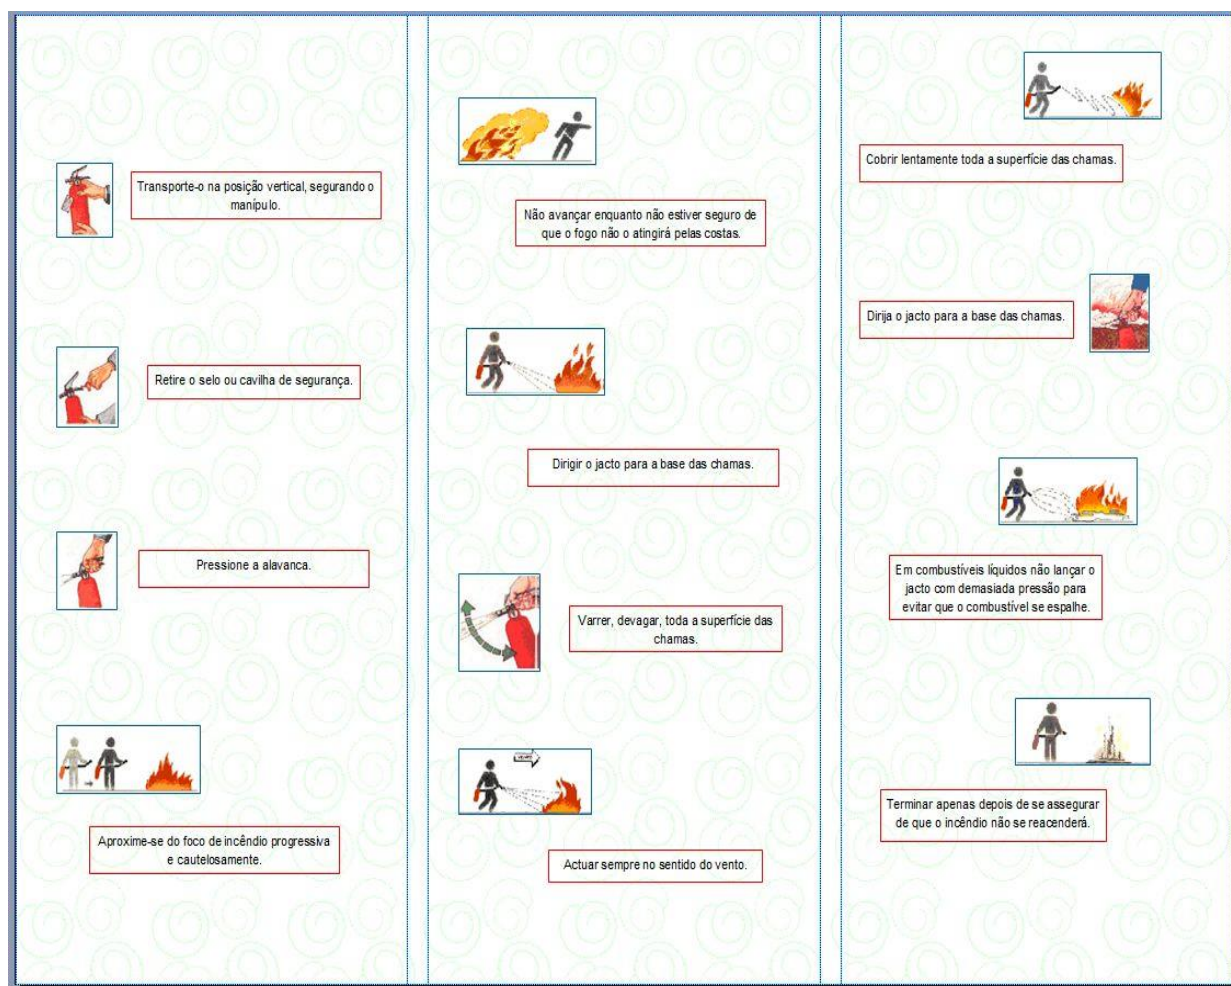 Transporte-o na posição vertical, segurando o
manípulo.
Retire o selo ou cavilha de segurança.
Pressione a alavanca.
Aproxime-se do foco de incêndio progressiva
e cautelosamente.
Não avançar enquanto não estiver seguro de
que o fogo não o atingirá pelas costas.
Dirigir o jacto para a base das chamas.
Varrer, devagar, toda a superfície das
chamas.
VENTO
Actuar sempre no sentido do vento.
Cobrir lentamente toda a superfície das chamas.
Dirija o jacto para a base das chamas.
Em combustíveis líquidos não lançar o
jacto com demasiada pressão para
evitar que o combustível se espalhe.
Terminar apenas depois de se assegurar
de que o incêndio não se reacenderá.